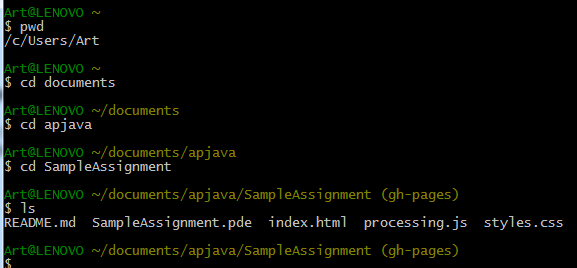 Art@LENOVO ~
$ pwd
/c/Users/Art
Art@LENOVO ~
$ cd documents
Art@LENOVO ~/documents
$ cd apjava
Art@LENOVO ~/documents/apjava
$ cd SampleAssignment
Art@LENOVO ~/documents/apjava/SampleAssignment (gh-pages)
$ ls
README.md  SampleAssignment.pde  index.html  processing.js  styles.css
Art@LENOVO ~/documents/apjava/SampleAssignment (gh-pages)
$